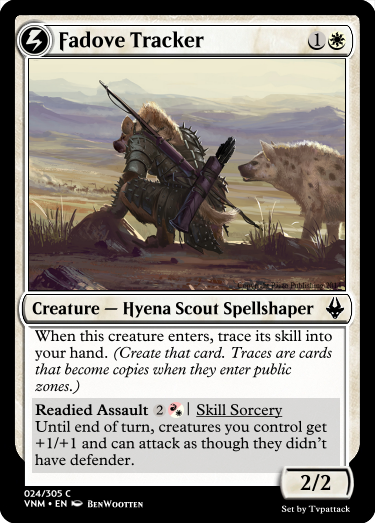 Fadove Tracker 1
Creature — Hyena Scout Spellshaper
When this creature enters, trace its skill into
your hand. (Create that card. Traces are cards
that become copies when they enter public
zones.)
Readied Assault 2 | Skill Sorcery
Until end of turn, creatures you control get
+1/+1 and can attack as though they didn't
have defender.
2/2
024/305 C
VNM • EN BenWootten
Set by Tvpattack